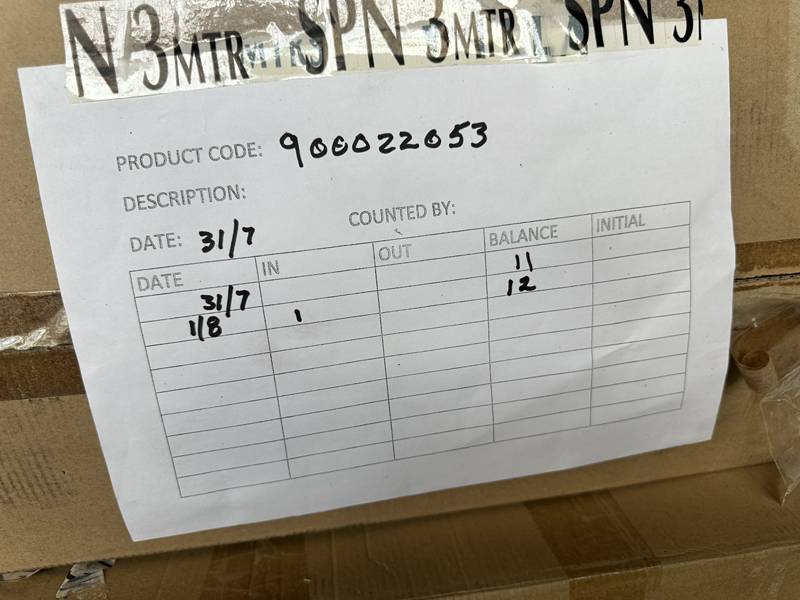 N 3MTR SPN 3MTR SPN 3
PRODUCT CODE: 900022053
DESCRIPTION:
DATE: 31/7 COUNTED BY:
DATE IN OUT BALANCE INITIAL
31/7 11
1/8 1 12